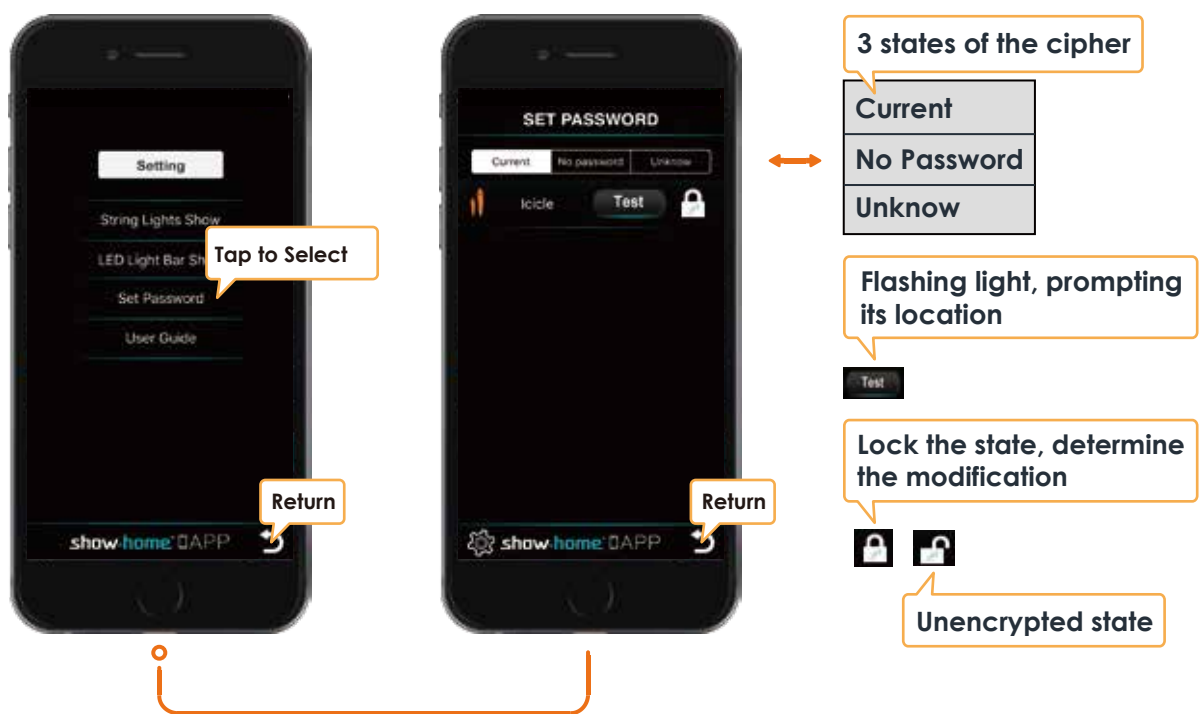 Setting
String Lights Show
LED Light Bar Sh
Tap to Select
Set Password
User Guide
Return
show-home APP
SET PASSWORD
Current No password Unknow
Icicle Test
Return
show-home APP
3 states of the cipher
Current
No Password
Unknow
Flashing light, prompting
its location
Test
Lock the state, determine
the modification
Unencrypted state